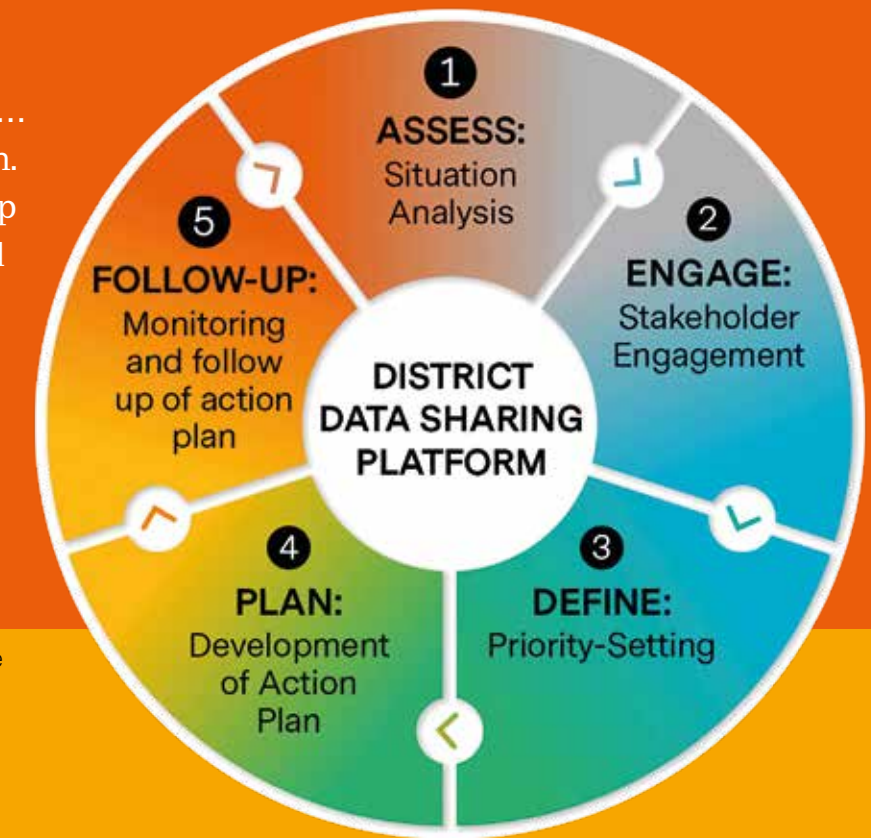 …
p
1
ASSESS:
Situation
Analysis
2
ENGAGE:
Stakeholder
Engagement
3
DEFINE:
Priority-Setting
4
PLAN:
Development
of Action
Plan
5
FOLLOW-UP:
Monitoring
and follow
up of action
plan
DISTRICT
DATA SHARING
PLATFORM